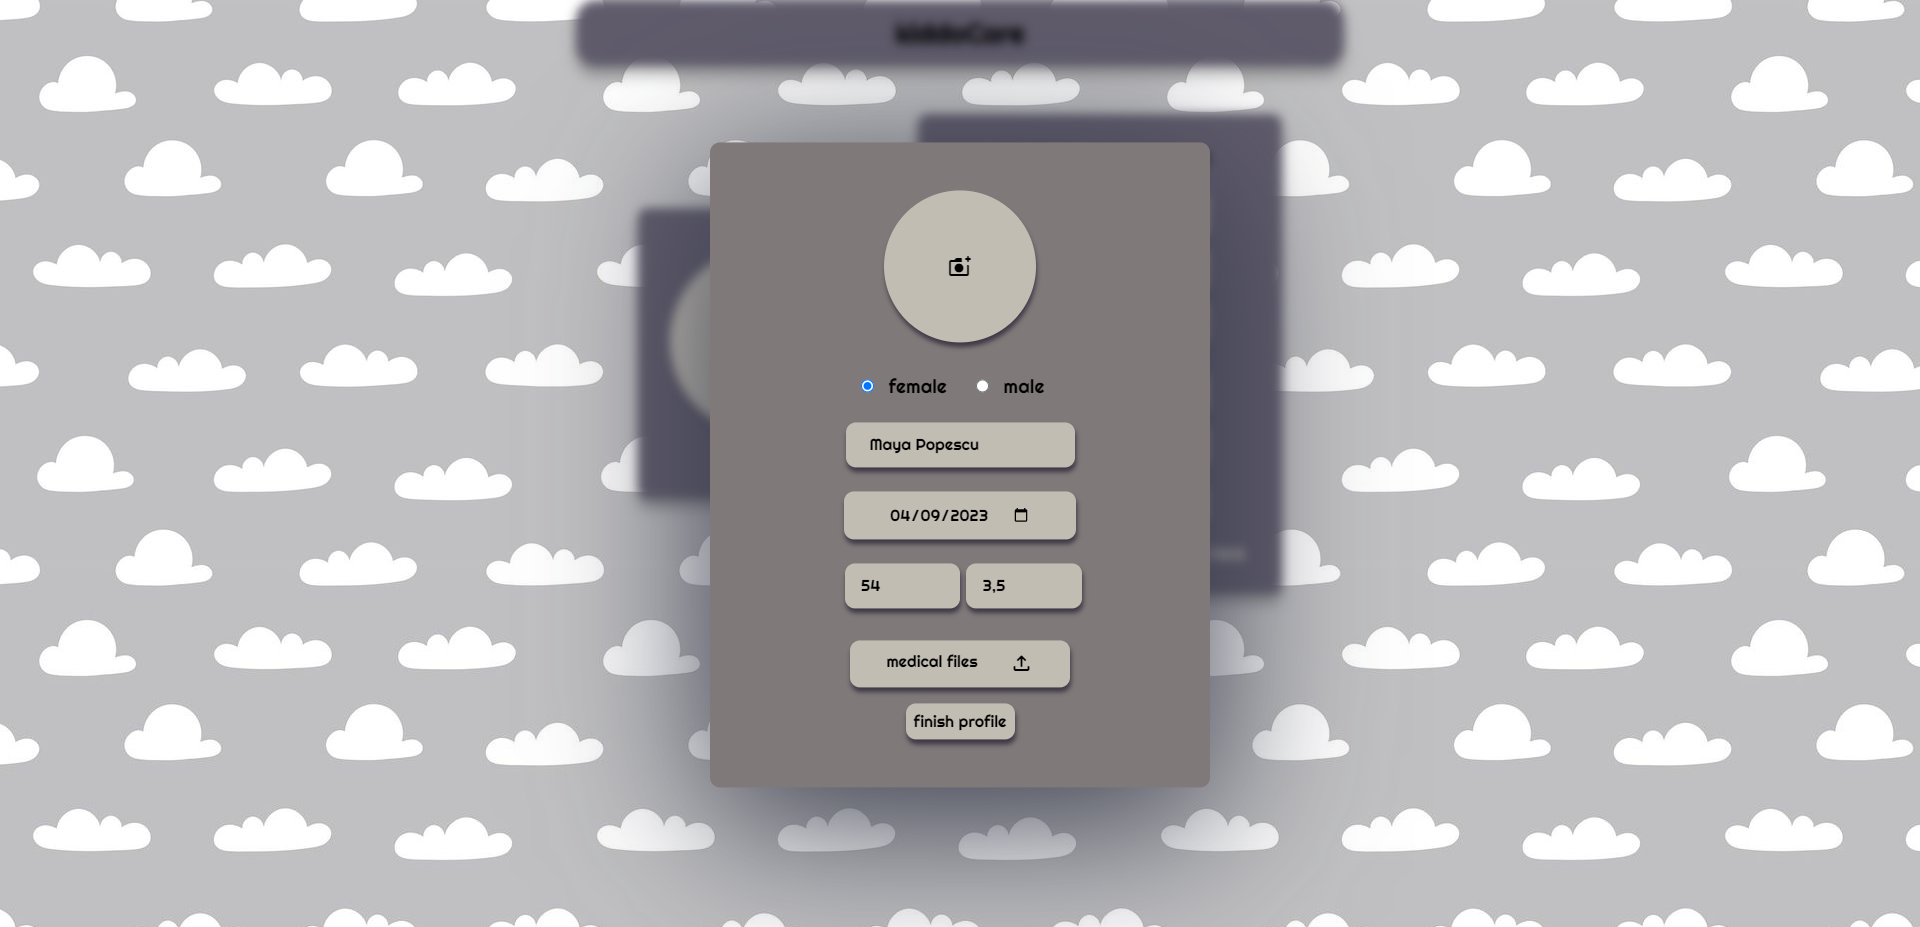 female male
Maya Popescu
04/09/2023
54 3,5
medical files
finish profile